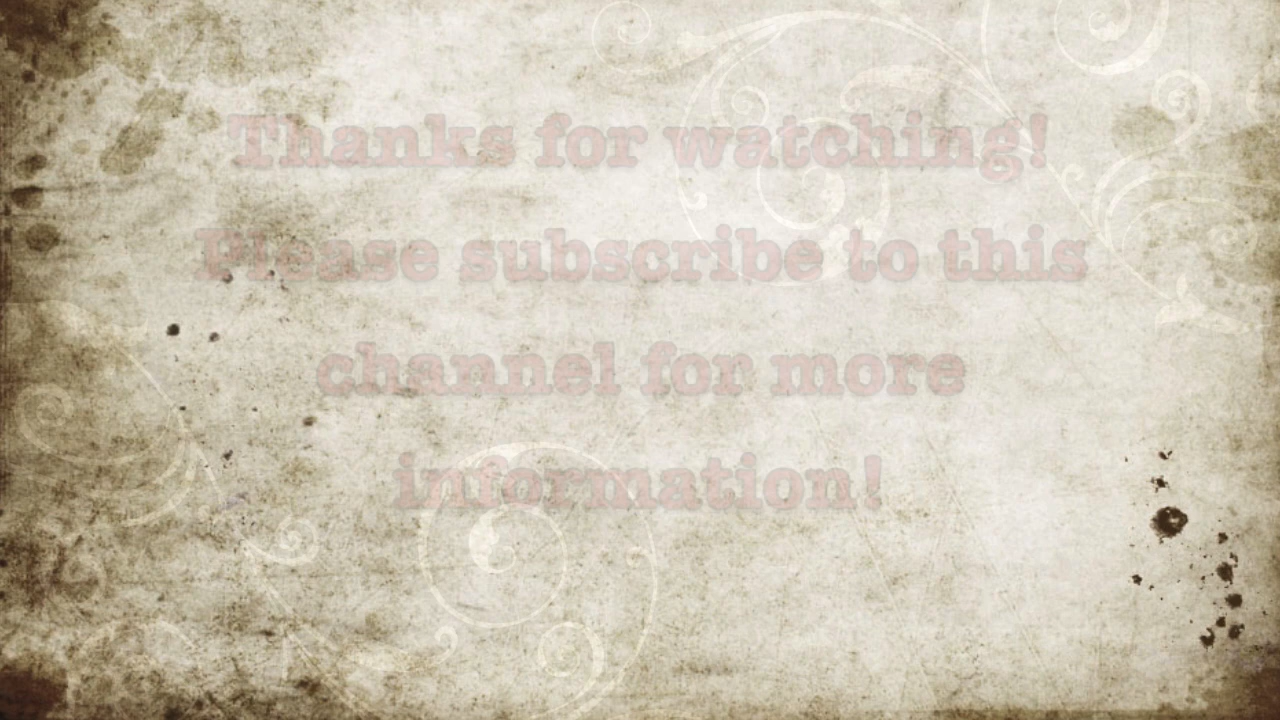 Thanks for watching!
Please subscribe to this
channel for more
information!